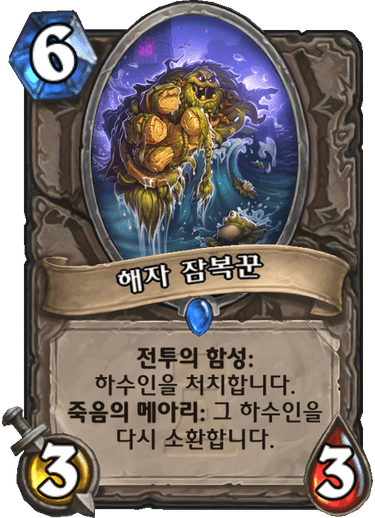 6
해자 잠복꾼
전투의 함성:
하수인을 처치합니다.
죽음의 메아리: 그 하수인을
다시 소환합니다.
3
3